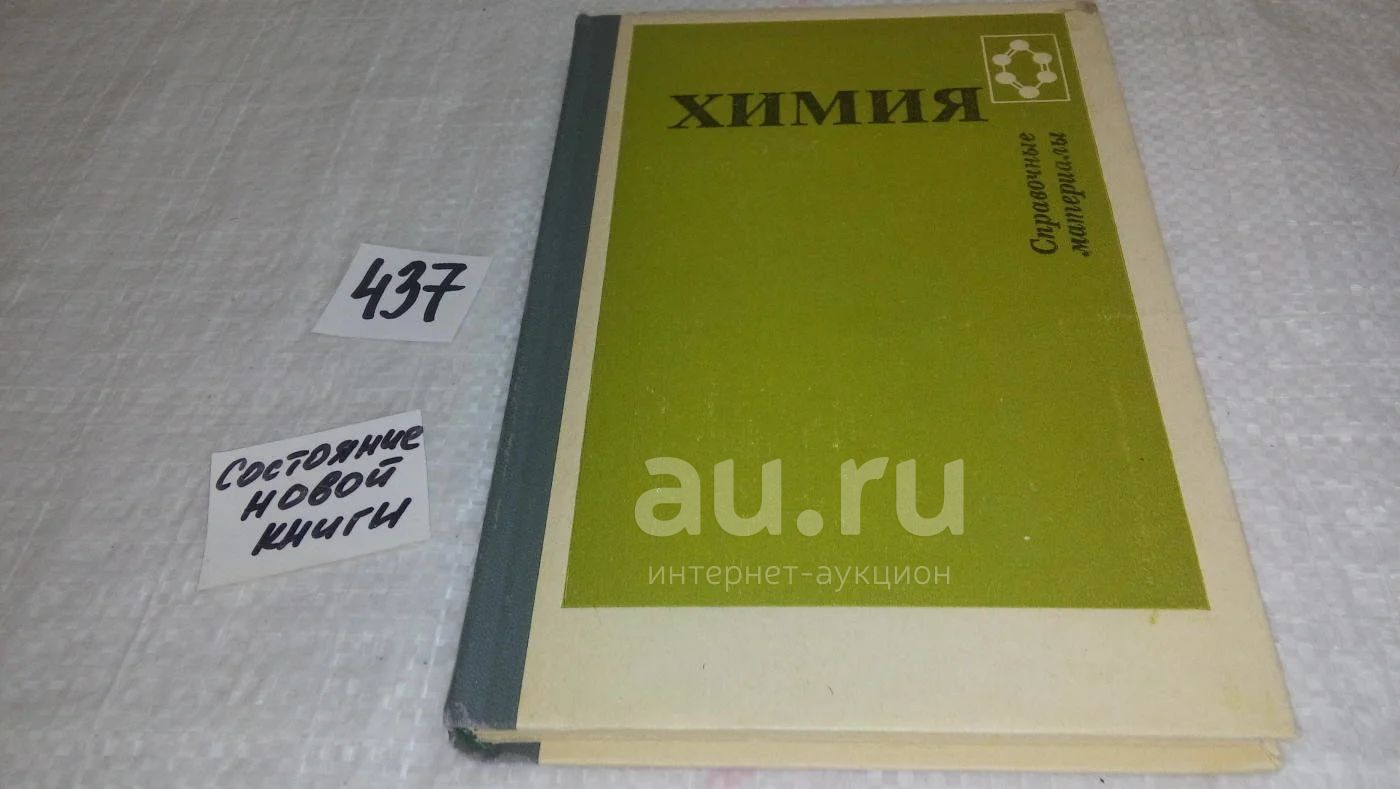 ХИМИЯ
Справочные
материалы
437
Состояние
новой
книги
au.ru
интернет-аукцион